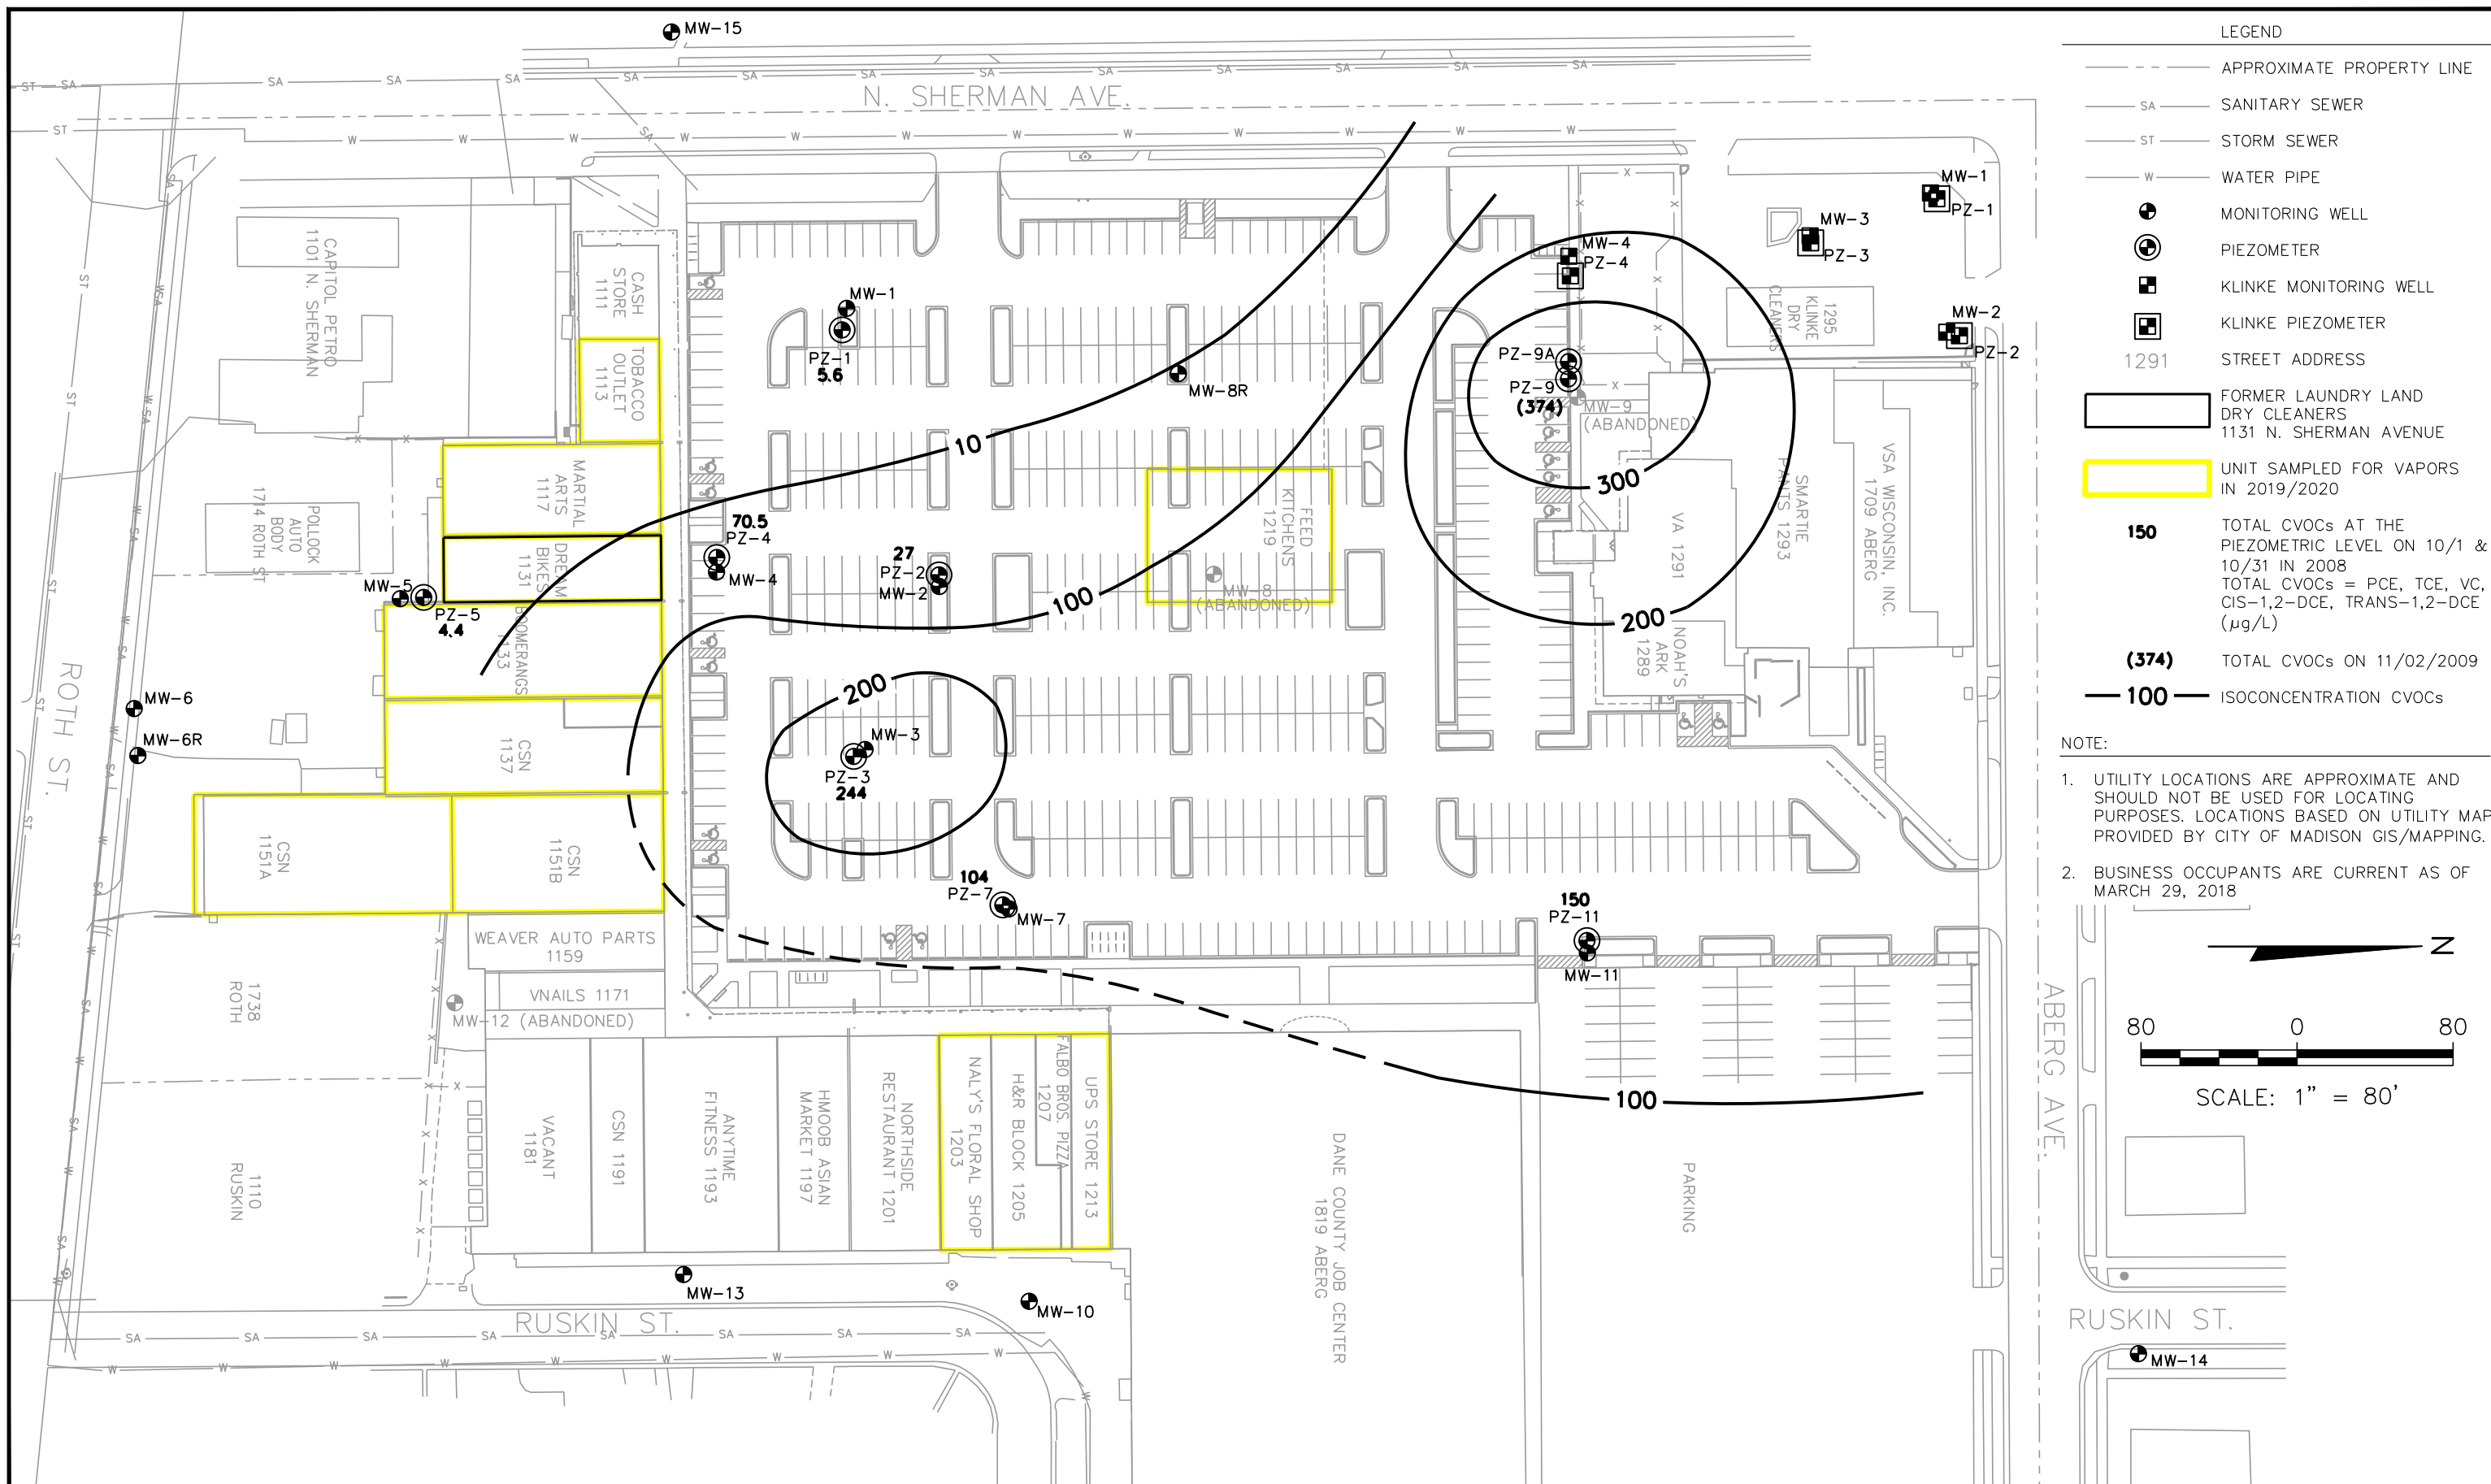 MW-15
N. SHERMAN AVE.
SA
ST
W
CAPITOL PETRO
1101 N. SHERMAN
CASH
STORE
1111
TOBACCO
OUTLET
1113
MARTIAL
ARTS
1117
DREAM
BIKES
1131
BOOMERANGS
1133
CSN
1137
CSN
1151A
CSN
1151B
POLLOCK
AUTO
BODY
1714 ROTH ST
ROTH ST.
MW-5
PZ-5
4.4
MW-6
MW-6R
MW-1
PZ-1
5.6
MW-8R
10
70.5
PZ-4
MW-4
27
PZ-2
MW-2
100
200
MW-3
PZ-3
244
104
PZ-7
MW-7
FEED
KITCHENS
1219
MW-8
(ABANDONED)
MW-4
PZ-4
PZ-9A
PZ-9
(374)
MW-9
(ABANDONED)
300
200
MW-3
PZ-3
MW-1
PZ-1
MW-2
PZ-2
1295
KLINKE
DRY
CLEANERS
VSA WISCONSIN, INC.
1709 ABERG
SMARTIE
PANTS 1293
VA 1291
NOAH'S
ARK
1289
150
PZ-11
MW-11
100
WEAVER AUTO PARTS
1159
VNAILS 1171
MW-12 (ABANDONED)
1738
ROTH
1110
RUSKIN
VACANT
1181
CSN 1191
ANYTIME
FITNESS 1193
HMOOB ASIAN
MARKET 1197
NORTHSIDE
RESTAURANT 1201
NALY'S FLORAL SHOP
1203
H&R BLOCK 1205
FALBO BROS. PIZZA
1207
UPS STORE 1213
DANE COUNTY JOB CENTER
1819 ABERG
PARKING
ABERG AVE.
MW-13
MW-10
RUSKIN ST.
RUSKIN ST.
MW-14
LEGEND
APPROXIMATE PROPERTY LINE
SA SANITARY SEWER
ST STORM SEWER
W WATER PIPE
MONITORING WELL
PIEZOMETER
KLINKE MONITORING WELL
KLINKE PIEZOMETER
1291 STREET ADDRESS
FORMER LAUNDRY LAND
DRY CLEANERS
1131 N. SHERMAN AVENUE
UNIT SAMPLED FOR VAPORS
IN 2019/2020
150 TOTAL CVOCs AT THE
PIEZOMETRIC LEVEL ON 10/1 &
10/31 IN 2008
TOTAL CVOCs = PCE, TCE, VC,
CIS-1,2-DCE, TRANS-1,2-DCE
(µg/L)
(374) TOTAL CVOCs ON 11/02/2009
100 ISOCONCENTRATION CVOCs
NOTE:
1. UTILITY LOCATIONS ARE APPROXIMATE AND
SHOULD NOT BE USED FOR LOCATING
PURPOSES. LOCATIONS BASED ON UTILITY MAP
PROVIDED BY CITY OF MADISON GIS/MAPPING.
2. BUSINESS OCCUPANTS ARE CURRENT AS OF
MARCH 29, 2018
N
80 0 80
SCALE: 1" = 80'